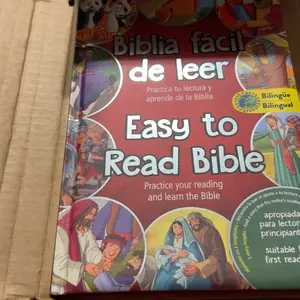 Biblia fácil
de leer
Practica tu lectura y
aprende de la Biblia
Bilingüe
Bilingual
Easy to
Read Bible
Practice your reading
and learn the Bible
apropiada
para lector
principiant
suitable f
first read